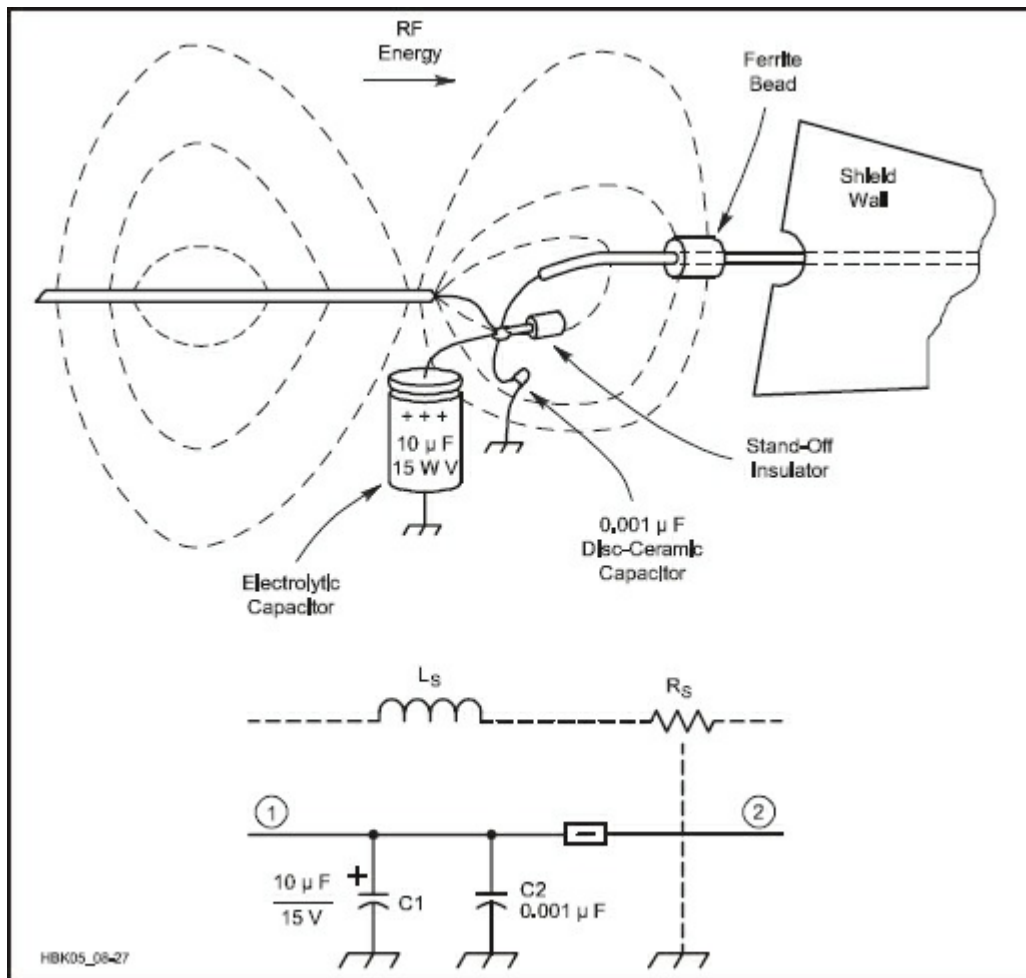 RF
Energy
Ferrite
Bead
Shield
Wall
+ + +
10 μ F
15 W V
Stand-Off
Insulator
0.001 μ F
Disc-Ceramic
Capacitor
Electrolytic
Capacitor
LS
RS
1
2
10 μ F
15 V
+
C1
C2
0.001 μ F
HBK05_08-27